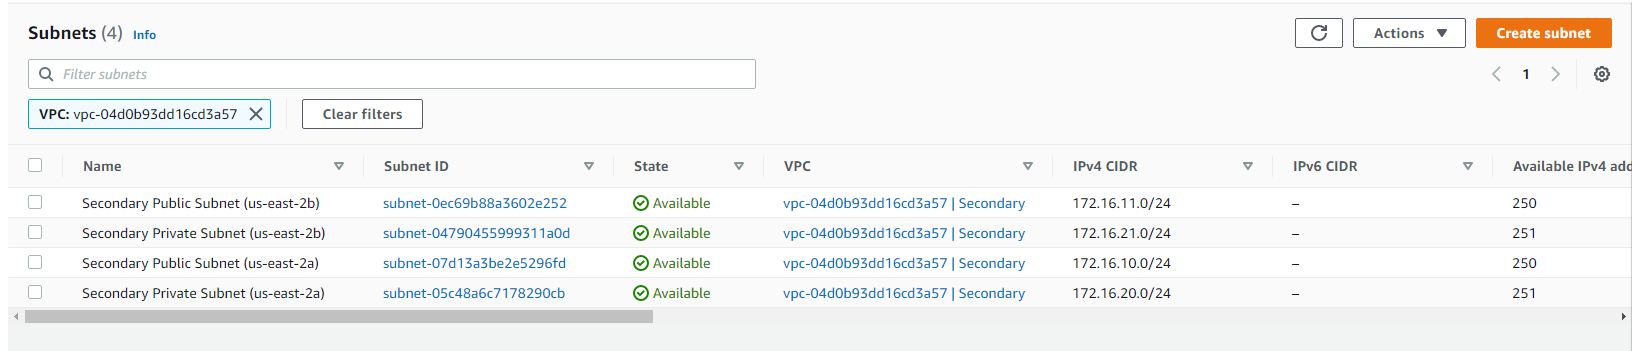 Subnets (4) Info
Actions
Create subnet
Filter subnets
1
VPC: vpc-04d0b93dd16cd3a57
Clear filters
Name Subnet ID State VPC IPv4 CIDR IPv6 CIDR Available IPv4 add
Secondary Public Subnet (us-east-2b) subnet-0ec69b88a3602e252 Available vpc-04d0b93dd16cd3a57 | Secondary 172.16.11.0/24 – 250
Secondary Private Subnet (us-east-2b) subnet-04790455999311a0d Available vpc-04d0b93dd16cd3a57 | Secondary 172.16.21.0/24 – 251
Secondary Public Subnet (us-east-2a) subnet-07d13a3be2e5296fd Available vpc-04d0b93dd16cd3a57 | Secondary 172.16.10.0/24 – 250
Secondary Private Subnet (us-east-2a) subnet-05c48a6c7178290cb Available vpc-04d0b93dd16cd3a57 | Secondary 172.16.20.0/24 – 251